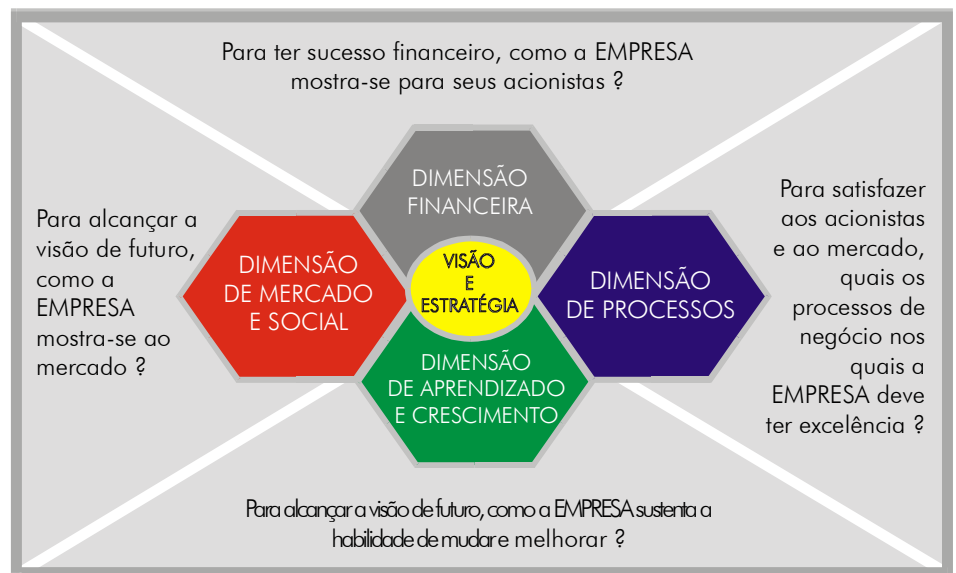 Para ter sucesso financeiro, como a EMPRESA
mostra-se para seus acionistas ?
DIMENSÃO
FINANCEIRA
Para alcançar a
visão de futuro,
como a
EMPRESA
mostra-se ao
mercado ?
DIMENSÃO
DE MERCADO
E SOCIAL
VISÃO
E
ESTRATÉGIA
DIMENSÃO
DE PROCESSOS
Para satisfazer
aos acionistas
e ao mercado,
quais os
processos de
negócio nos
quais a
EMPRESA deve
ter excelência ?
DIMENSÃO
DE APRENDIZADO
E CRESCIMENTO
Para alcançar a visão de futuro, como a EMPRESA sustenta a
habilidade de mudar e melhorar ?